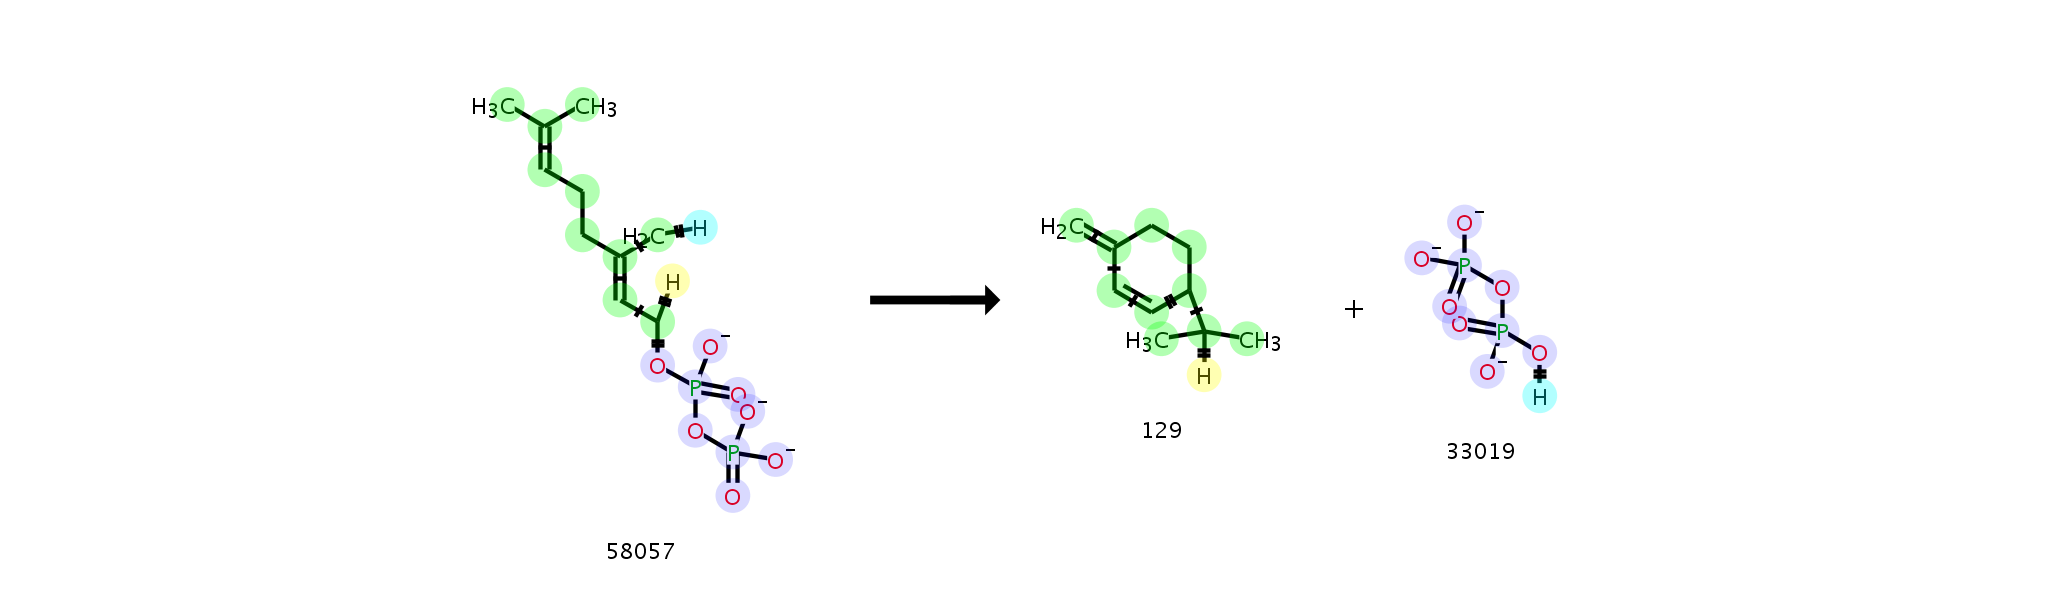 H3C CH3
H2C H
H
O O−
P O
O O−
P O−
O
58057
H2C
H3C CH3
H
129
+
O−
O− P
O O
O P O
O−
H
33019